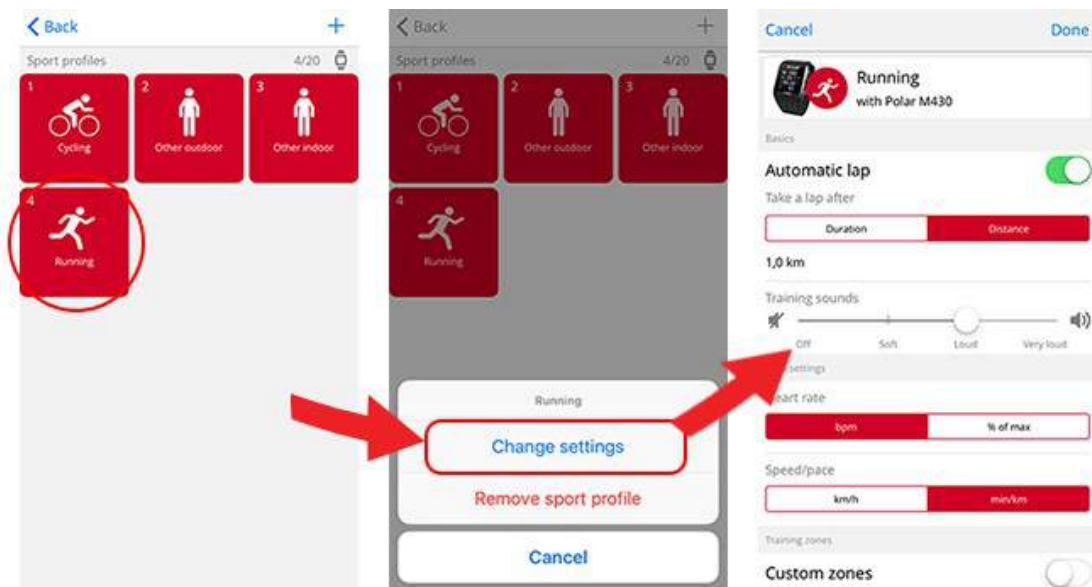 Back
Sport profiles 4/20
1 2 3
Cycling Other outdoor Other indoor
4
Running
Back
Sport profiles 4/20
1 2 3
Cycling Other outdoor Other indoor
4
Running
Running
Change settings
Remove sport profile
Cancel
Cancel Done
Running
with Polar M430
Basics
Automatic lap
Take a lap after
Duration Distance
1,0 km
Training sounds
Off Soft Loud Very loud
settings
eart rate
bpm % of max
Speed/pace
km/h min/km
Training zones
Custom zones